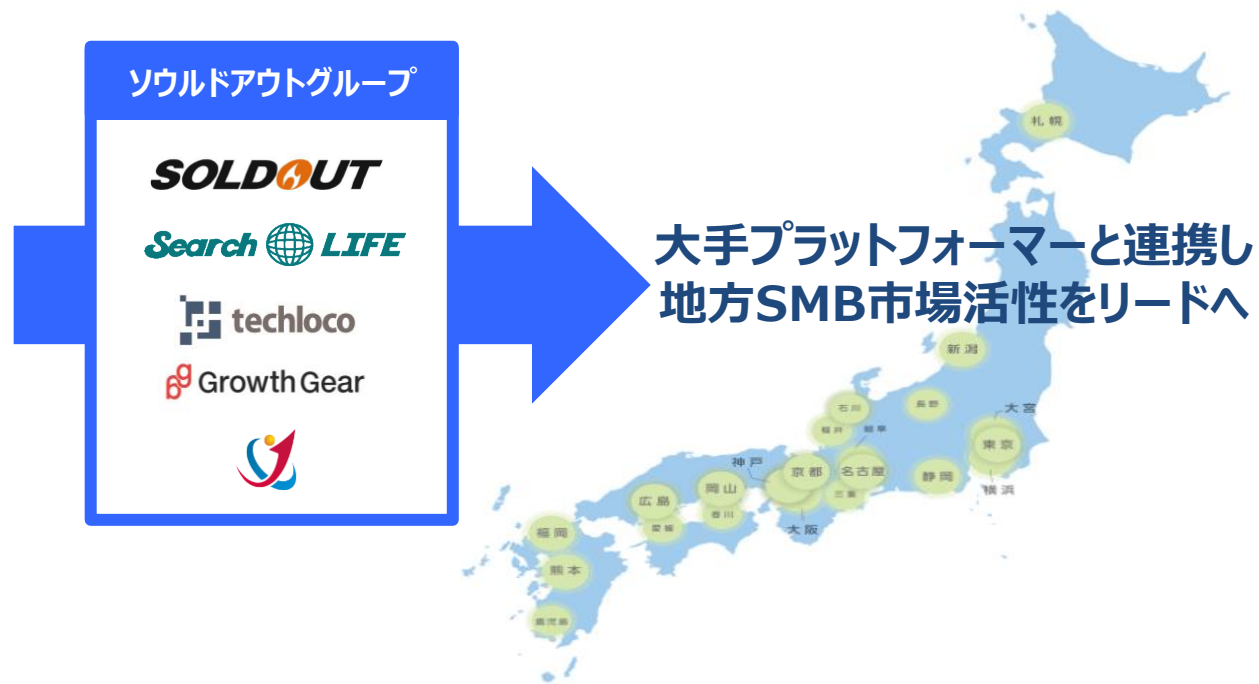 ソウルドアウトグループ
SOLDOUT
Search LIFE
techloco
Growth Gear
大手プラットフォーマーと連携し
地方SMB市場活性をリードへ
札幌
新潟
石川
長野
大宮
福井
岐阜
東京
神戸
京都
名古屋
静岡
横浜
岡山
広島
三重
香川
愛媛
大阪
福岡
熊本
鹿児島